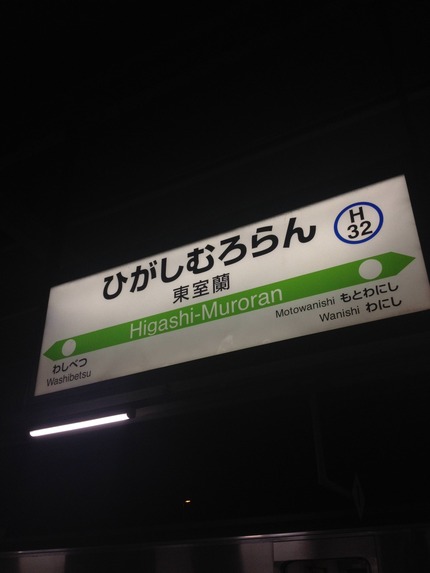 ひがしむろらん
H
32
東室蘭
Higashi-Muroran
わしべつ
Washibetsu
Motowanishi もとわにし
Wanishi わにし